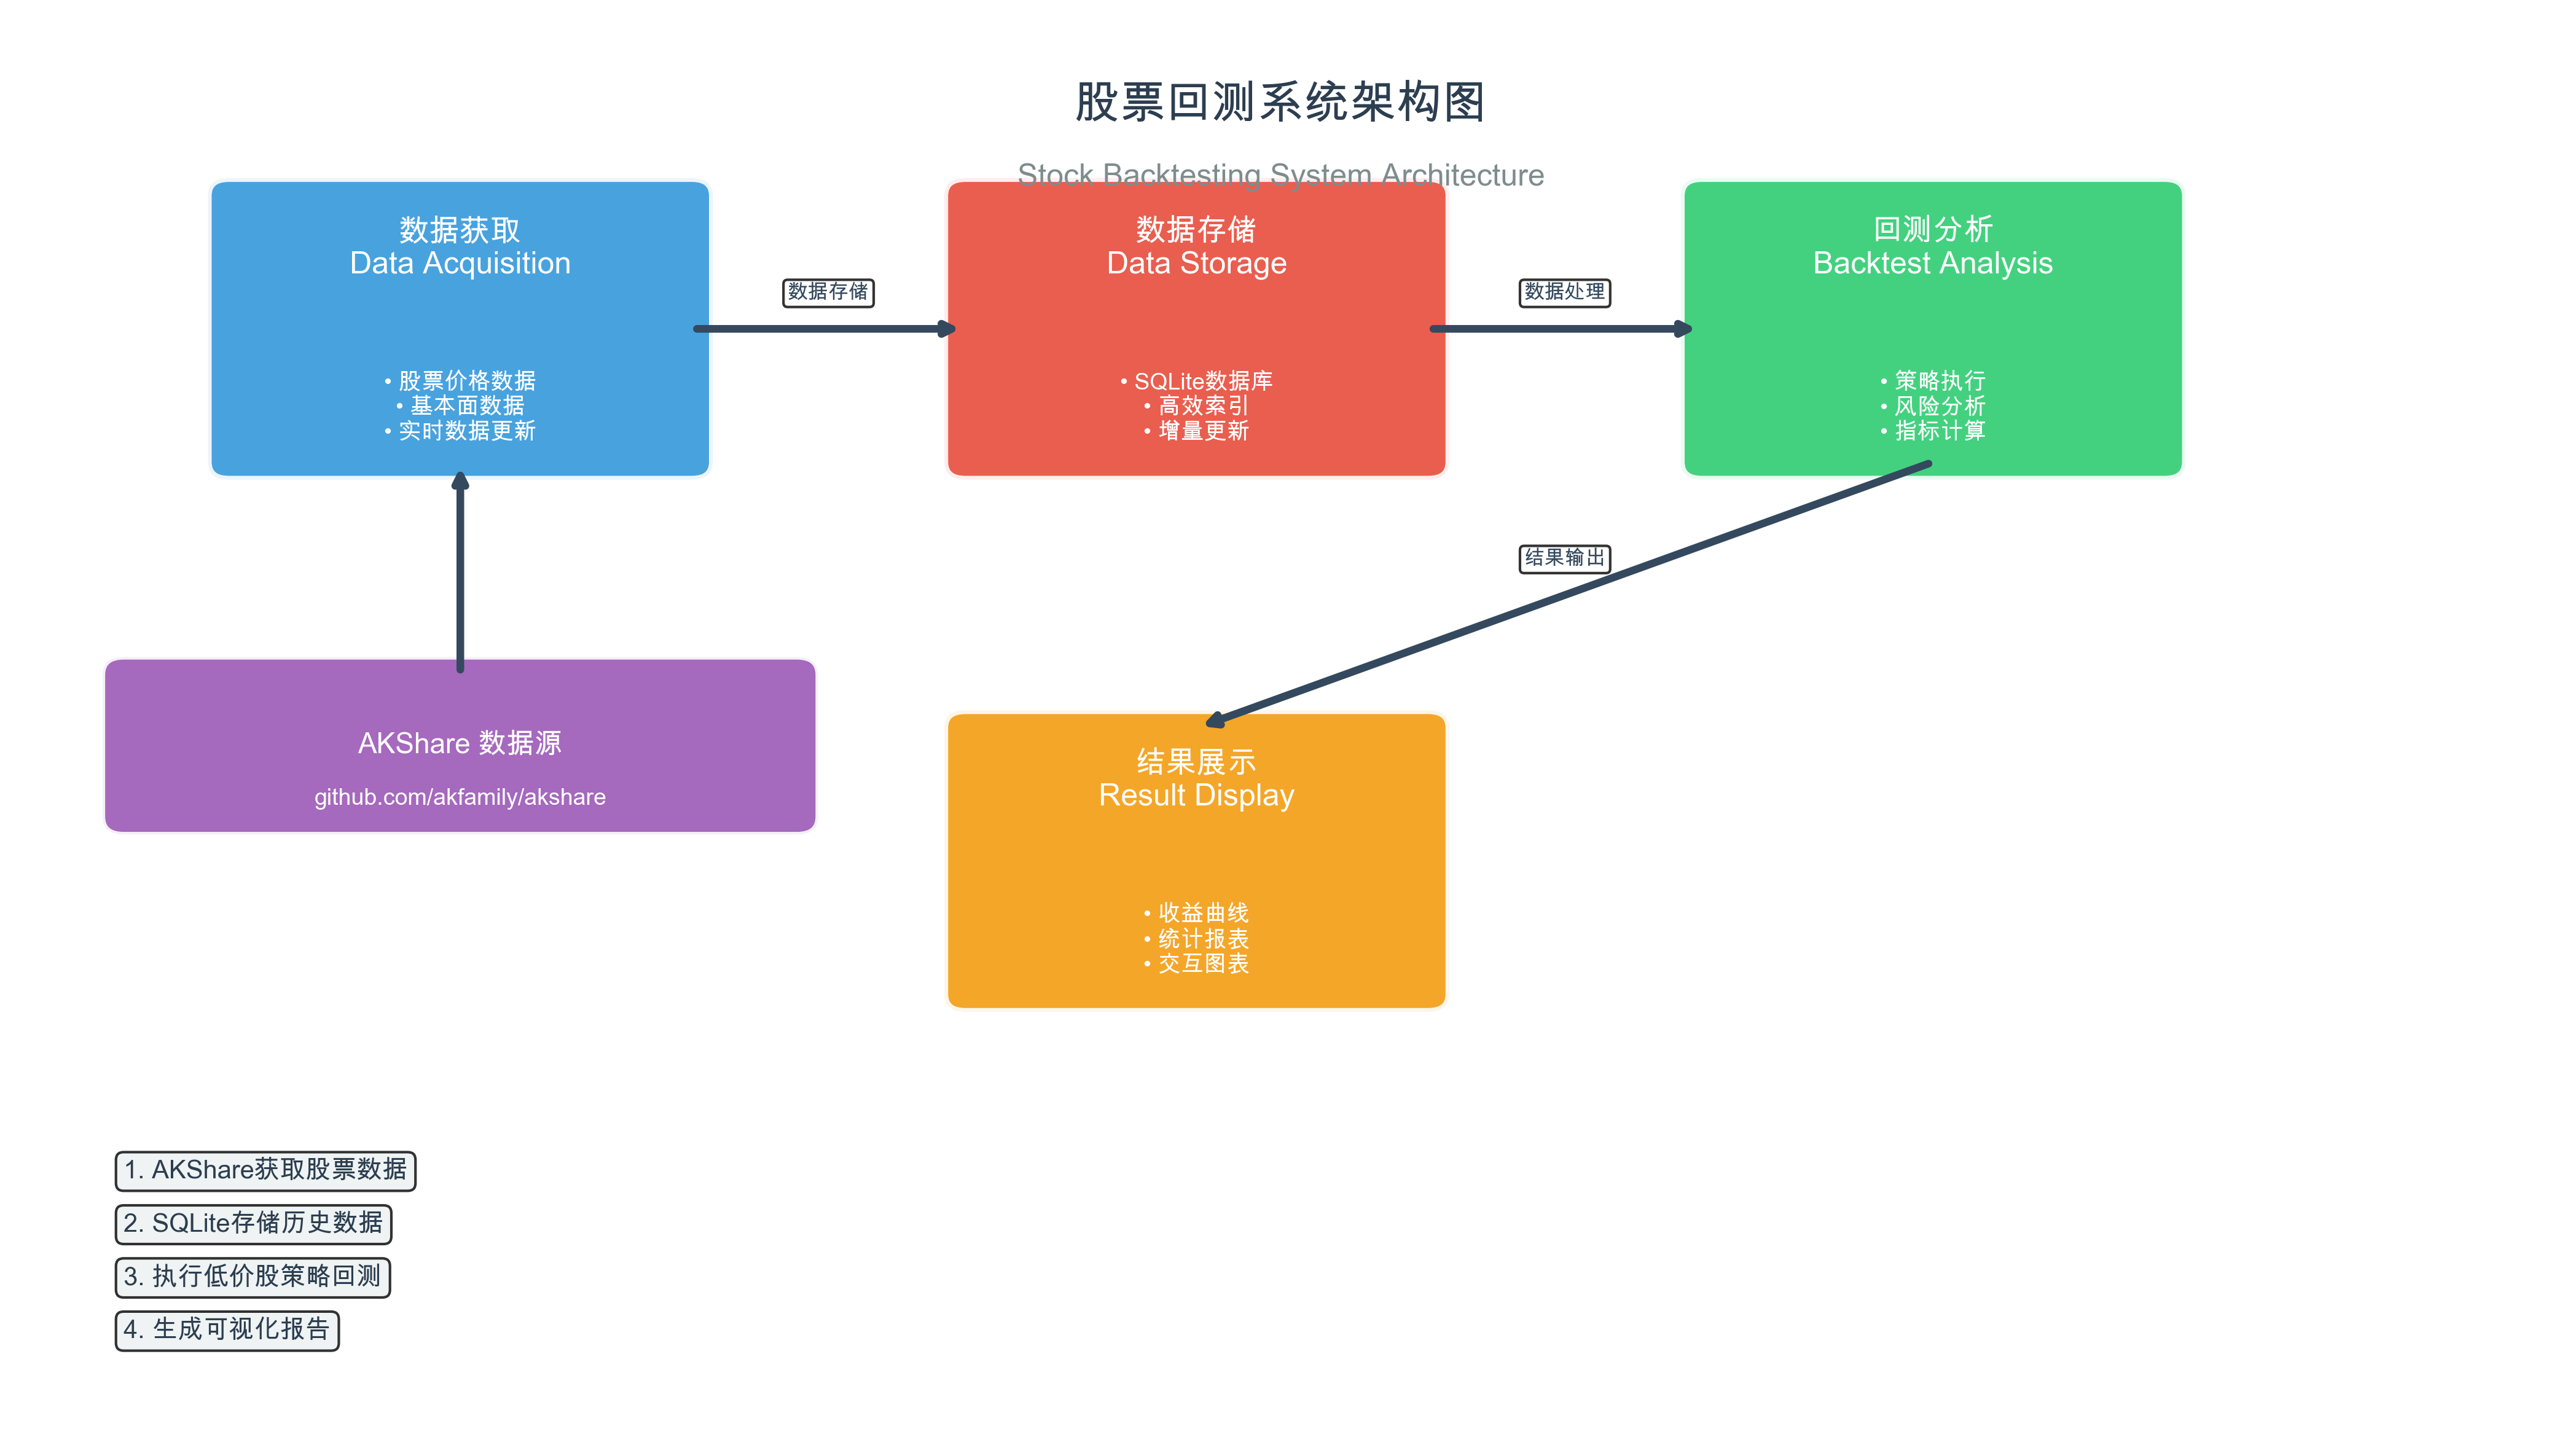 股票回测系统架构图
Stock Backtesting System Architecture
数据获取
Data Acquisition
• 股票价格数据
• 基本面数据
• 实时数据更新
数据存储
数据存储
Data Storage
• SQLite数据库
• 高效索引
• 增量更新
数据处理
回测分析
Backtest Analysis
• 策略执行
• 风险分析
• 指标计算
结果输出
AKShare 数据源
github.com/akfamily/akshare
结果展示
Result Display
• 收益曲线
• 统计报表
• 交互图表
1. AKShare获取股票数据
2. SQLite存储历史数据
3. 执行低价股策略回测
4. 生成可视化报告